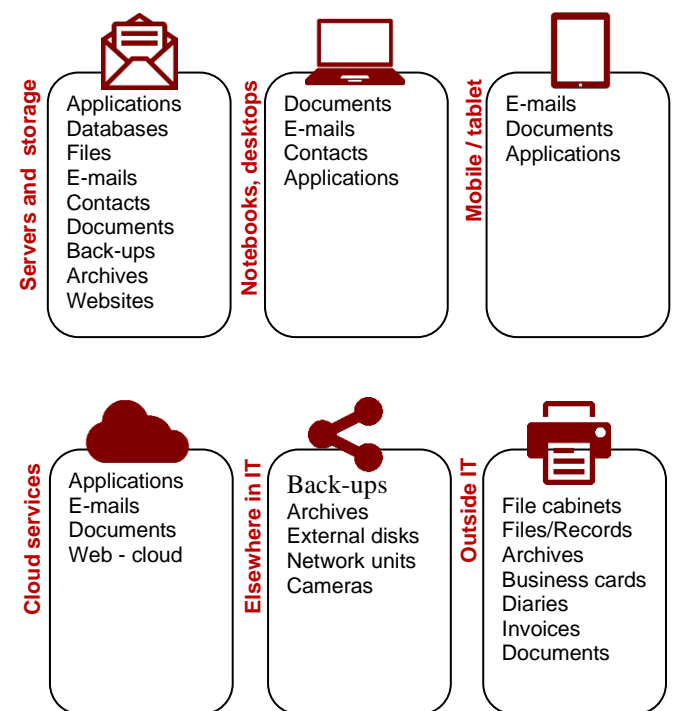 Servers and storage
Applications
Databases
Files
E-mails
Contacts
Documents
Back-ups
Archives
Websites
Notebooks, desktops
Documents
E-mails
Contacts
Applications
Mobile / tablet
E-mails
Documents
Applications
Cloud services
Applications
E-mails
Documents
Web - cloud
Elsewhere in IT
Back-ups
Archives
External disks
Network units
Cameras
Outside IT
File cabinets
Files/Records
Archives
Business cards
Diaries
Invoices
Documents